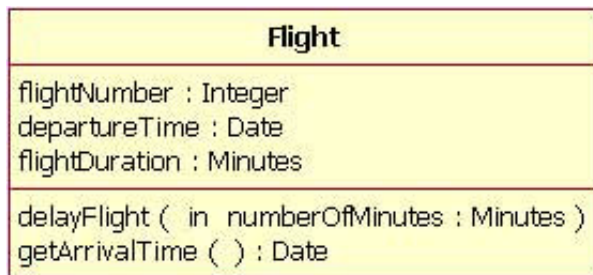 Flight
flightNumber : Integer
departureTime : Date
flightDuration : Minutes
delayFlight ( in numberOfMinutes : Minutes )
getArrivalTime ( ) : Date